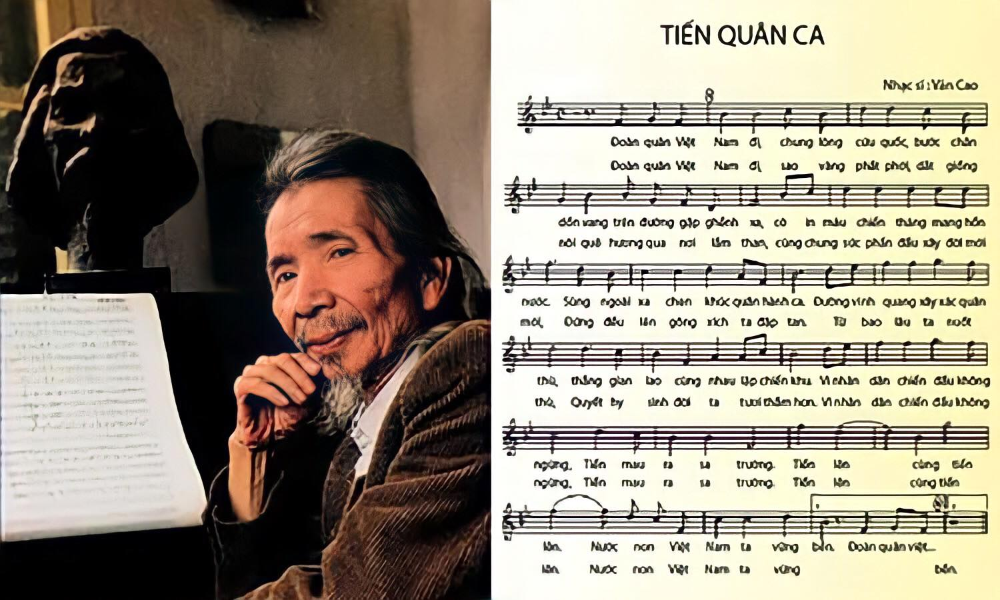 TIẾN QUÂN CA
Nhạc sĩ : Văn Cao
Đoàn quân Việt Nam đi, chung lòng cứu quốc, bước chân
Đoàn quân Việt Nam đi, sao vàng phất phới, dắt giống
dồn vang trên đường gập ghềnh xa, cờ in máu chiến thắng mang hồn
nòi quê hương qua nơi lầm than, cùng chung sức phấn đấu xây đời mới
nước. Súng ngoài xa chen khúc quân hành ca. Đường vinh quang xây xác quân
mới, Đứng đều lên gông xích ta đập tan. Từ bao lâu ta nuốt
thù, thắng gian lao cùng nhau lập chiến khu. Vì nhân dân chiến đấu không
thù, Quyết hy sinh đời ta tươi thắm hơn. Vì nhân dân chiến đấu không
ngừng, Tiến mau ra sa trường. Tiến lên cùng tiến
ngừng, Tiến mau ra sa trường. Tiến lên cùng tiến
lên. Nước non Việt Nam ta vững bền. Đoàn quân việt...
lên. Nước non Việt Nam ta vững bền.